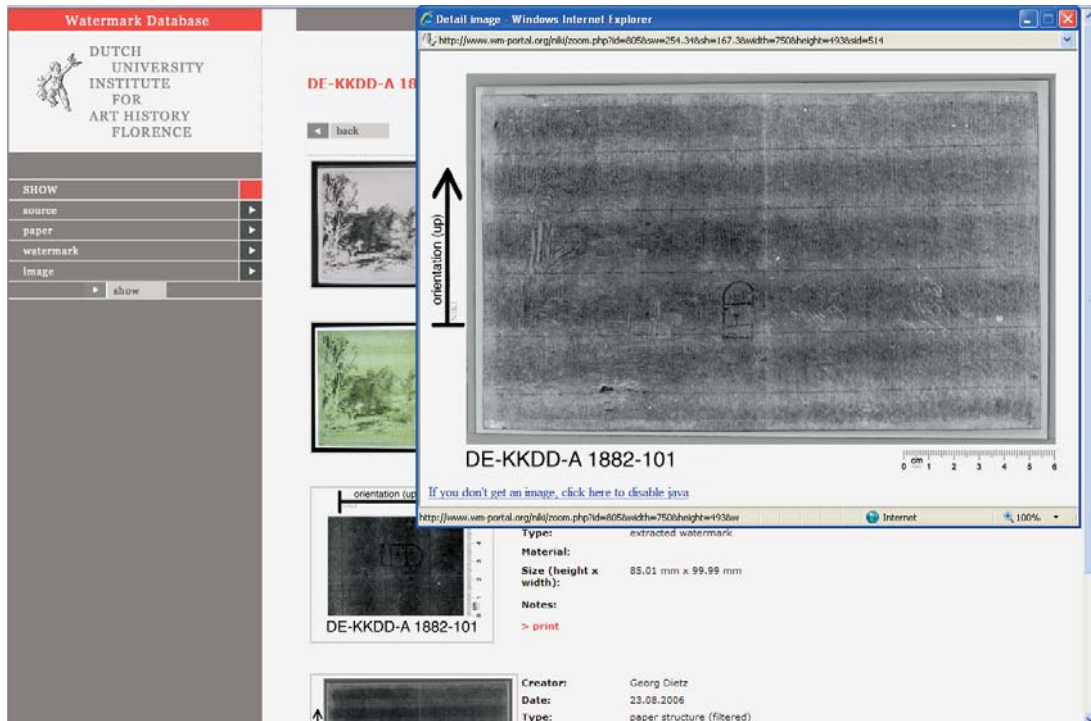 Watermark Database
DUTCH
UNIVERSITY
INSTITUTE
FOR
ART HISTORY
FLORENCE
SHOW
source
paper
watermark
image
show
DE-KKDD-A 18
back
orientation (up
DE-KKDD-A 1882-101
Detail image - Windows Internet Explorer
http://www.wm-portal.org/niki/zoom.php?id=805&sw=254.34&sh=167.3&width=750&height=493&sid=514
orientation (up)
DE-KKDD-A 1882-101
cm
0 1 2 3 4 5 6
If you don't get an image, click here to disable java
http://www.wm-portal.org/niki/zoom.php?id=805&width=750&height=493&w
Internet
100%
Type: extracted watermark
Material:
Size (height x width): 85.01 mm x 99.99 mm
Notes:
> print
Creator: Georg Dietz
Date: 23.08.2006
Type: paper structure (filtered)